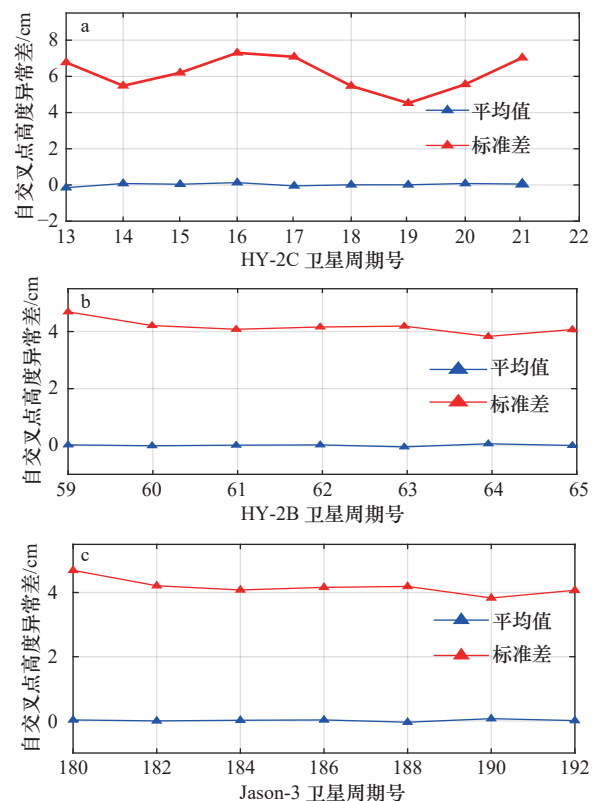 a
自交叉点高度异常差/cm
8
6
4
2
0
−2
平均值
标准差
13 14 15 16 17 18 19 20 21 22
HY-2C 卫星周期号
b
自交叉点高度异常差/cm
4
2
0
平均值
标准差
59 60 61 62 63 64 65
HY-2B 卫星周期号
c
自交叉点高度异常差/cm
4
2
0
平均值
标准差
180 182 184 186 188 190 192
Jason-3 卫星周期号